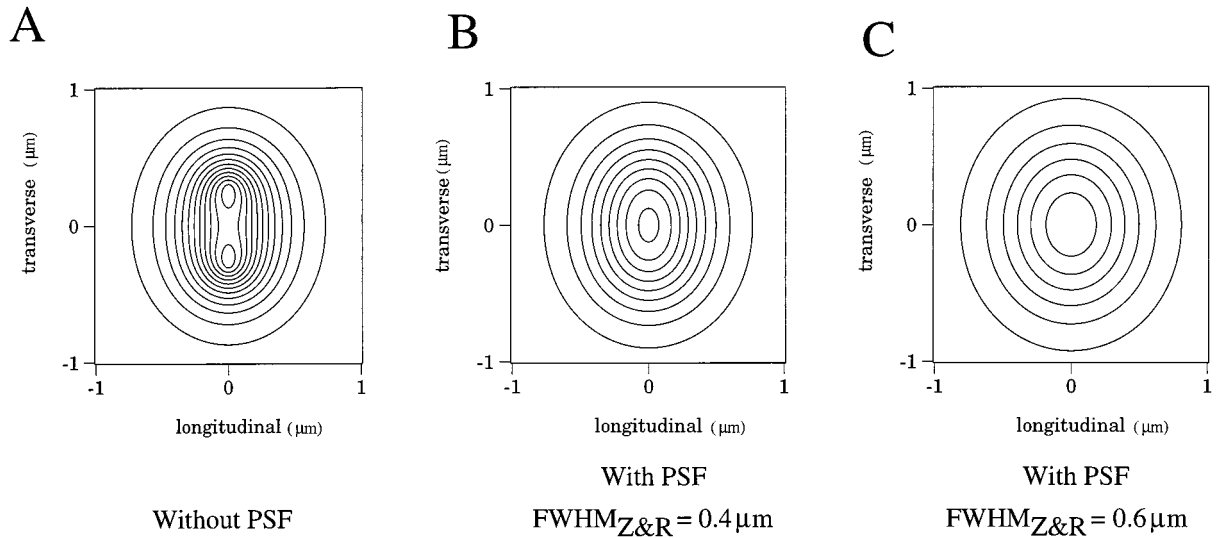 A
B
C
1
0
-1
transverse (μm)
-1
0
1
longitudinal (μm)
Without PSF
1
0
-1
transverse (μm)
-1
0
1
longitudinal (μm)
With PSF
FWHM Z&R = 0.4 μm
1
0
-1
transverse (μm)
-1
0
1
longitudinal (μm)
With PSF
FWHM Z&R = 0.6 μm